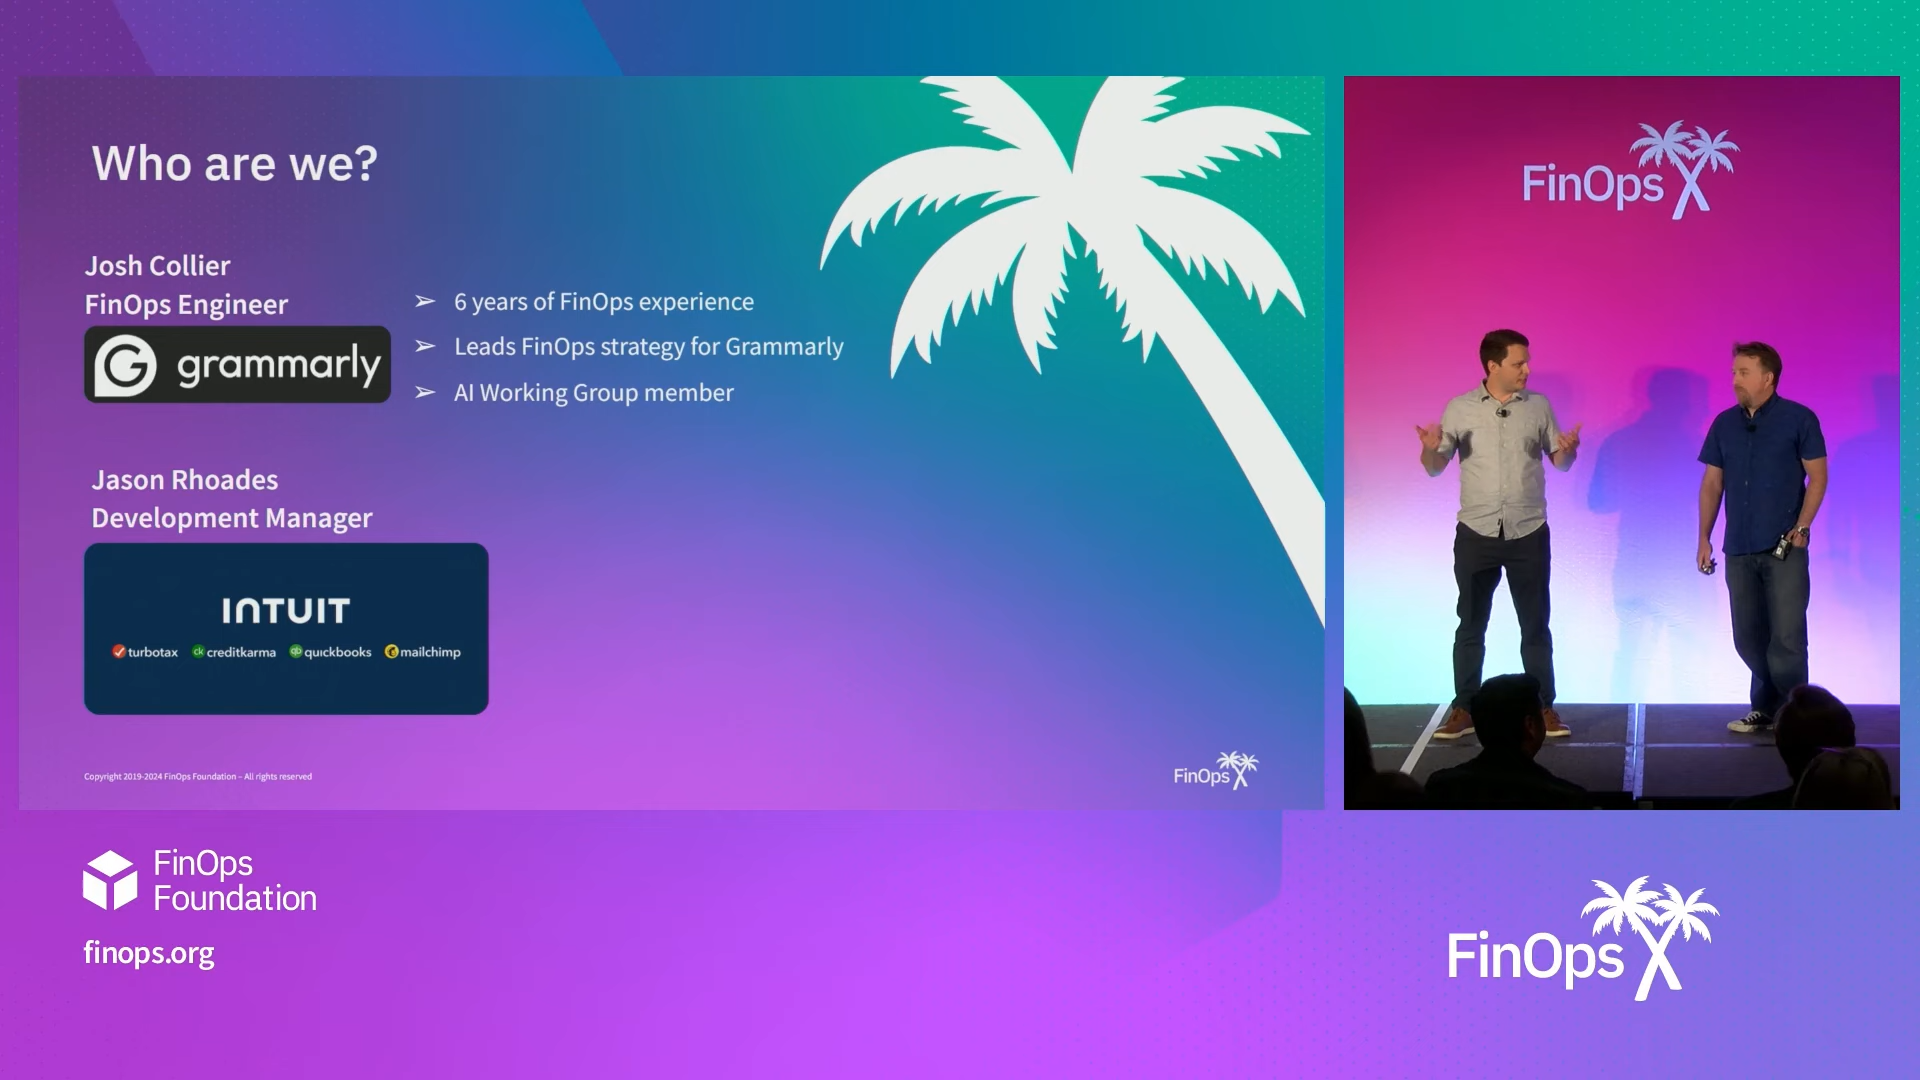 Who are we?
Josh Collier
FinOps Engineer
grammarly
➢ 6 years of FinOps experience
➢ Leads FinOps strategy for Grammarly
➢ AI Working Group member
Jason Rhoades
Development Manager
INTUIT
turbotax ck creditkarma qb quickbooks mailchimp
Copyright 2019-2024 FinOps Foundation – All rights reserved
FinOps X
FinOps X
FinOps
Foundation
finops.org
FinOps X